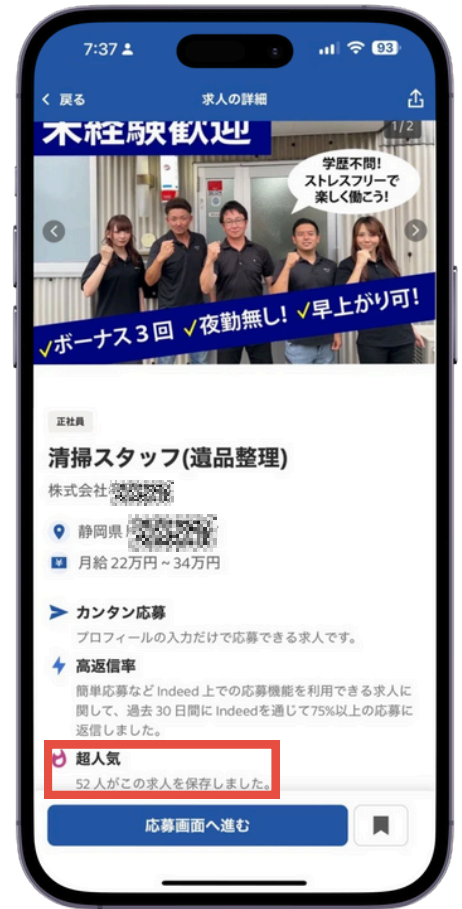 7:37
93
戻る
求人の詳細
未経験歓迎
1/2
学歴不問!
ストレスフリーで
楽しく働こう!
✓ボーナス3回 ✓夜勤無し! ✓早上がり可!
正社員
清掃スタッフ(遺品整理)
株式会社
静岡県
月給 22万円 ~ 34万円
カンタン応募
プロフィールの入力だけで応募できる求人です。
高返信率
簡単応募など Indeed 上での応募機能を利用できる求人に
関して、過去 30 日間に Indeedを通じて75%以上の応募に
返信しました。
超人気
52 人がこの求人を保存しました。
応募画面へ進む